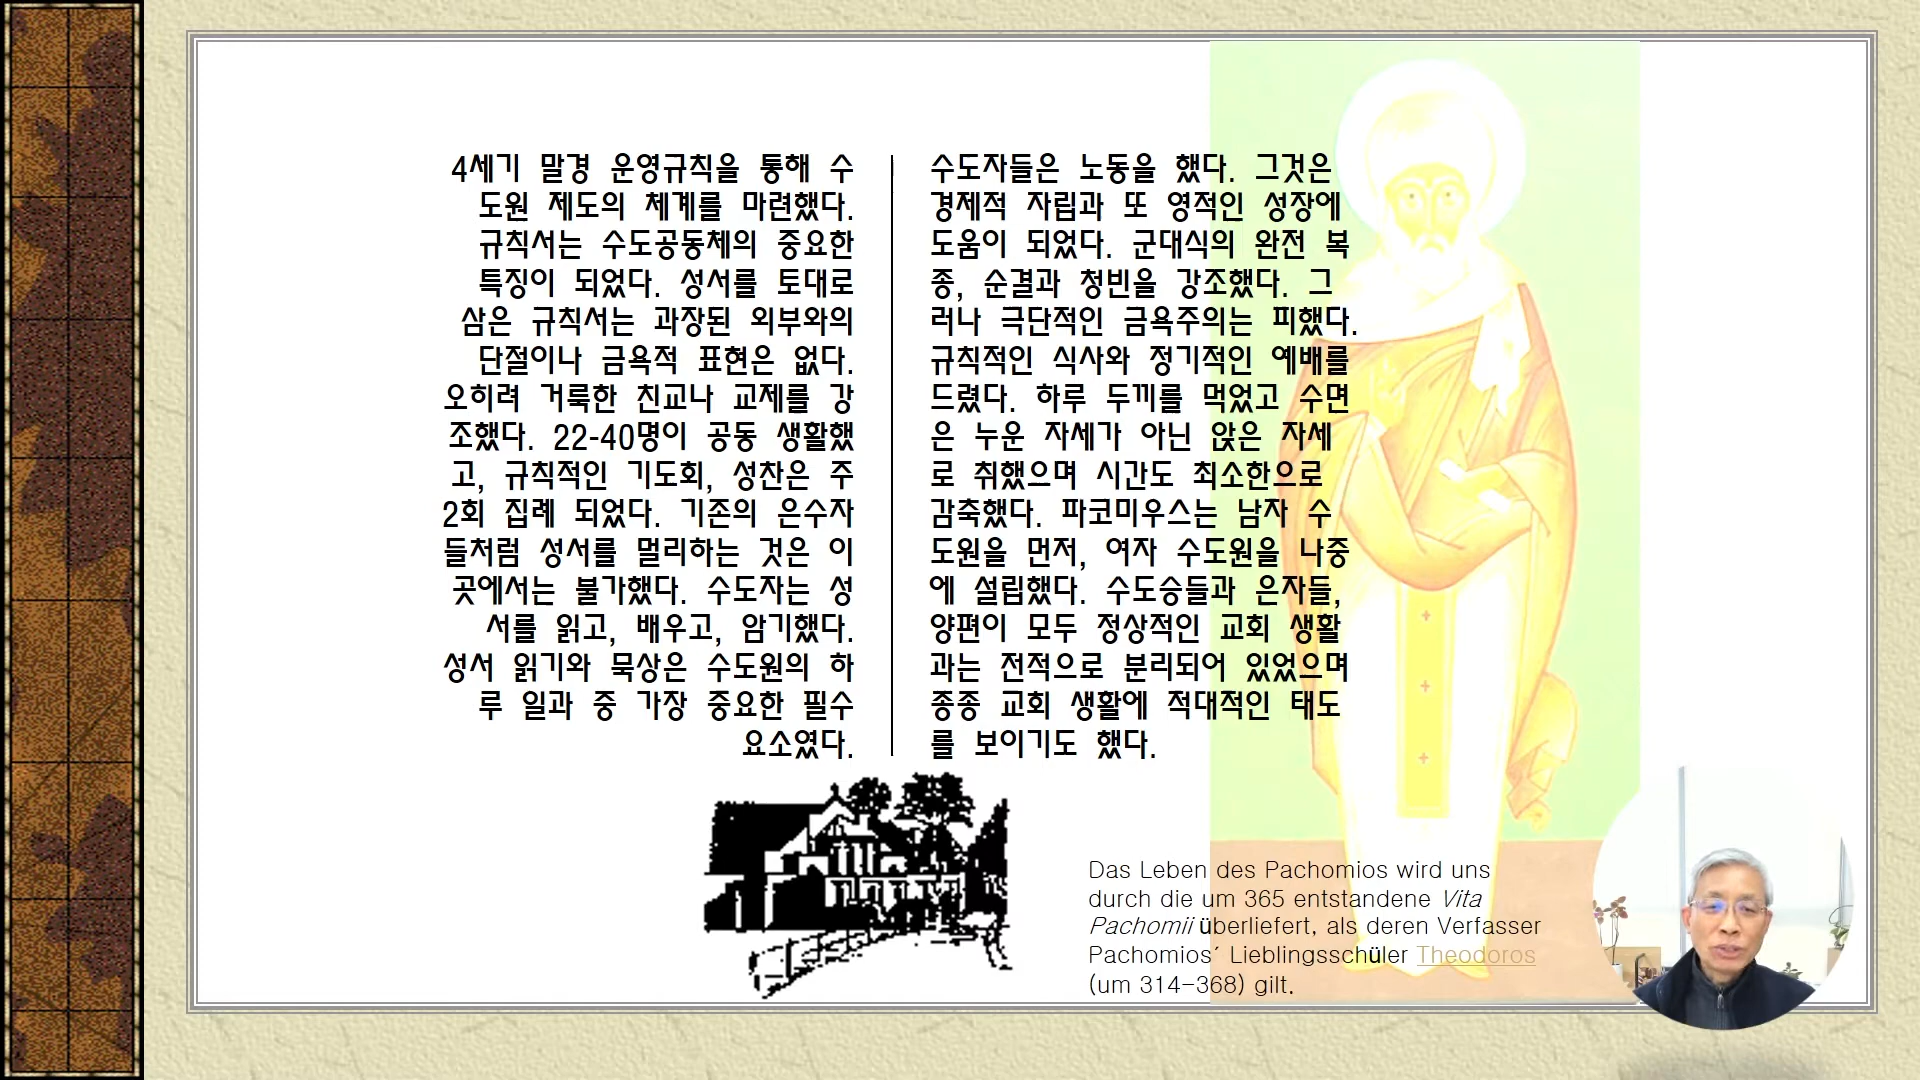 4세기 말경 운영규칙을 통해 수
도원 제도의 체계를 마련했다.
규칙서는 수도공동체의 중요한
특징이 되었다. 성서를 토대로
삼은 규칙서는 과장된 외부와의
단절이나 금욕적 표현은 없다.
오히려 거룩한 친교나 교제를 강
조했다. 22-40명이 공동 생활했
고, 규칙적인 기도회, 성찬은 주
2회 집례 되었다. 기존의 은수자
들처럼 성서를 멀리하는 것은 이
곳에서는 불가했다. 수도자는 성
서를 읽고, 배우고, 암기했다.
성서 읽기와 묵상은 수도원의 하
루 일과 중 가장 중요한 필수
요소였다.
수도자들은 노동을 했다. 그것은
경제적 자립과 또 영적인 성장에
도움이 되었다. 군대식의 완전 복
종, 순결과 청빈을 강조했다. 그
러나 극단적인 금욕주의는 피했다.
규칙적인 식사와 정기적인 예배를
드렸다. 하루 두끼를 먹었고 수면
은 누운 자세가 아닌 앉은 자세
로 취했으며 시간도 최소한으로
감축했다. 파코미우스는 남자 수
도원을 먼저, 여자 수도원을 나중
에 설립했다. 수도승들과 은자들,
양편이 모두 정상적인 교회 생활
과는 전적으로 분리되어 있었으며
종종 교회 생활에 적대적인 태도
를 보이기도 했다.
Das Leben des Pachomios wird uns
durch die um 365 entstandene Vita
Pachomii überliefert, als deren Verfasser
Pachomios´ Lieblingsschüler Theodoros
(um 314-368) gilt.